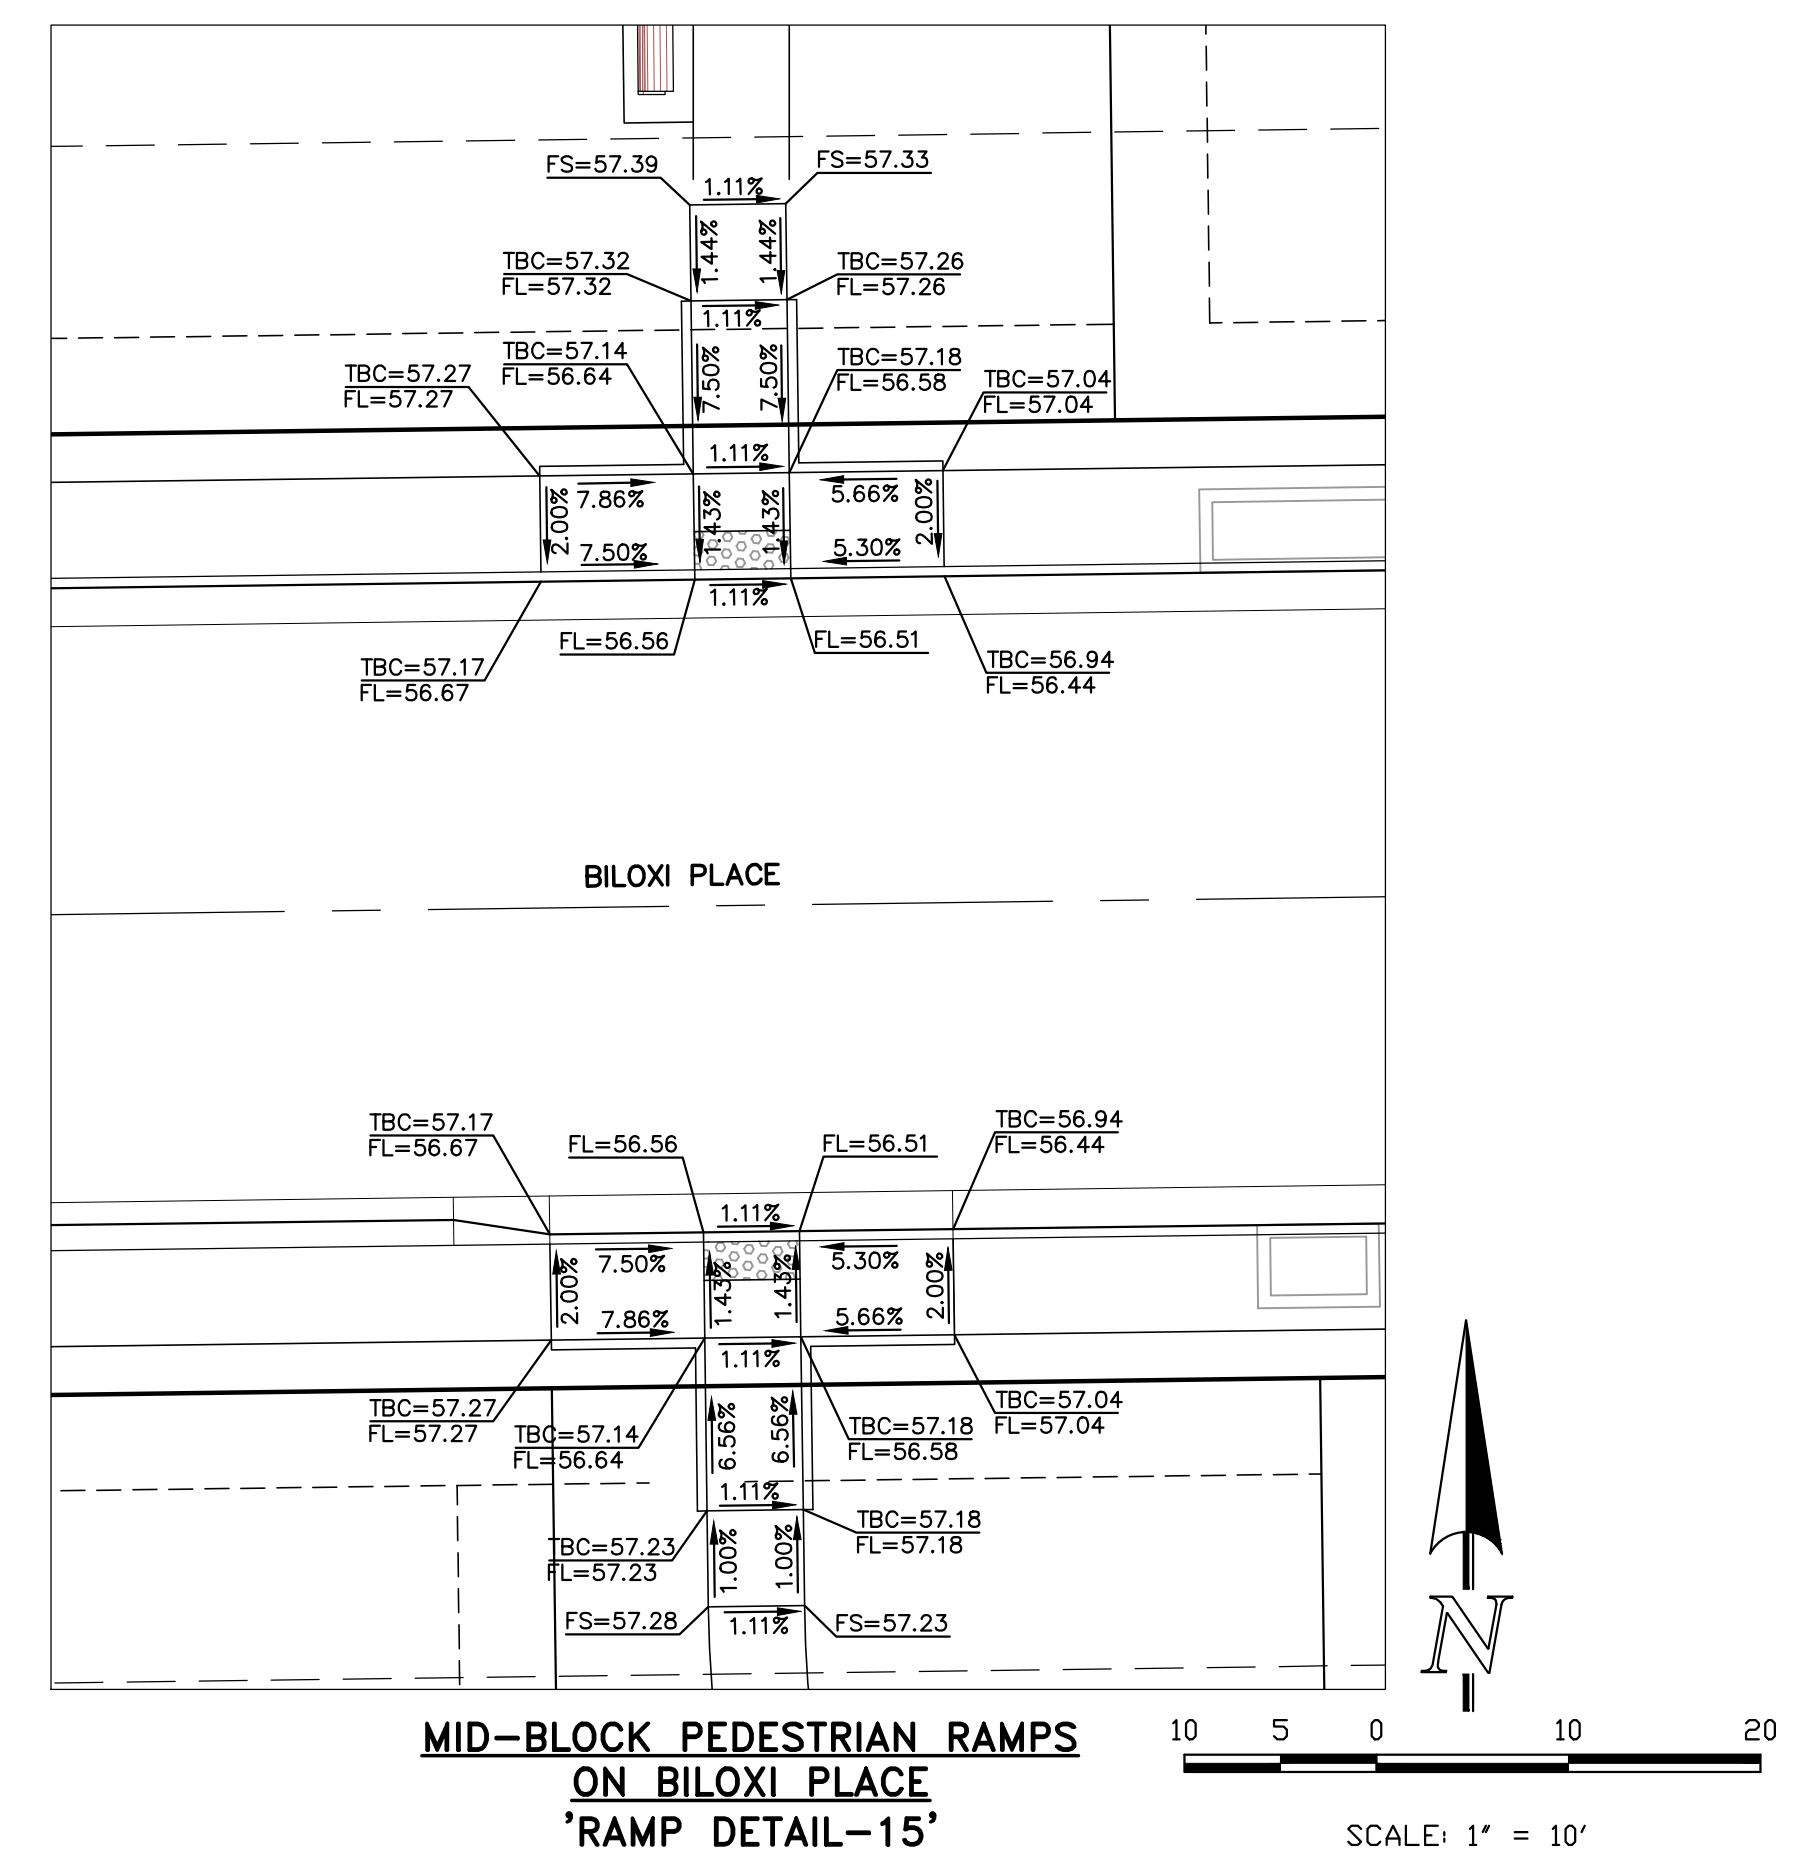 FS=57.39
FS=57.33
1.11%
1.44%
1.44%
TBC=57.32
FL=57.32
TBC=57.26
FL=57.26
1.11%
TBC=57.14
FL=56.64
TBC=57.18
FL=56.58
7.50%
7.50%
TBC=57.27
FL=57.27
TBC=57.04
FL=57.04
1.11%
2.00%
7.86%
1.43%
1.43%
5.66%
2.00%
7.50%
5.30%
1.11%
FL=56.56
FL=56.51
TBC=57.17
FL=56.67
TBC=56.94
FL=56.44
BILOXI PLACE
TBC=57.17
FL=56.67
FL=56.56
FL=56.51
TBC=56.94
FL=56.44
1.11%
2.00%
7.50%
1.43%
1.43%
5.30%
2.00%
7.86%
5.66%
1.11%
TBC=57.27
FL=57.27
TBC=57.14
FL=56.64
6.56%
6.56%
TBC=57.18
FL=56.58
TBC=57.04
FL=57.04
1.11%
TBC=57.23
FL=57.23
1.00%
1.00%
TBC=57.18
FL=57.18
FS=57.28
1.11%
FS=57.23
N
MID-BLOCK PEDESTRIAN RAMPS
ON BILOXI PLACE
'RAMP DETAIL-15'
10 5 0 10 20
SCALE: 1" = 10'